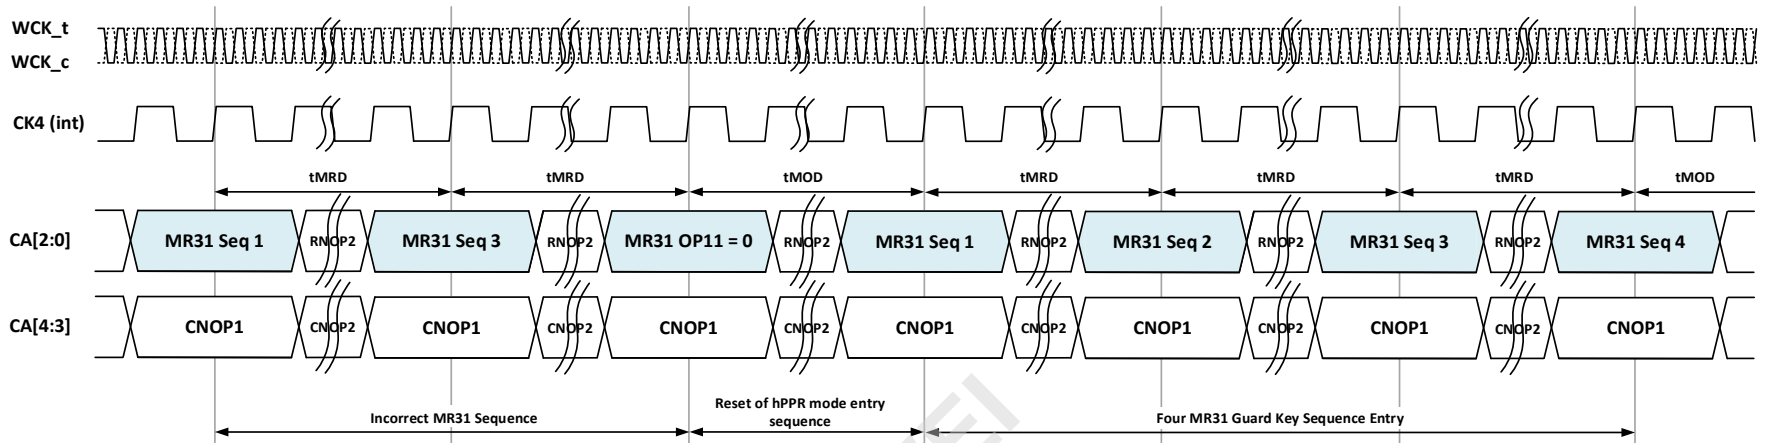 WCK_t
WCK_c
CK4 (int)
tMRD tMRD tMOD tMRD tMRD tMRD tMOD
CA[2:0] MR31 Seq 1 RNOP2 MR31 Seq 3 RNOP2 MR31 OP11 = 0 RNOP2 MR31 Seq 1 RNOP2 MR31 Seq 2 RNOP2 MR31 Seq 3 RNOP2 MR31 Seq 4
CA[4:3] CNOP1 CNOP2 CNOP1 CNOP2 CNOP1 CNOP2 CNOP1 CNOP2 CNOP1 CNOP2 CNOP1 CNOP2 CNOP1
Incorrect MR31 Sequence
Reset of hPPR mode entry
sequence
Four MR31 Guard Key Sequence Entry